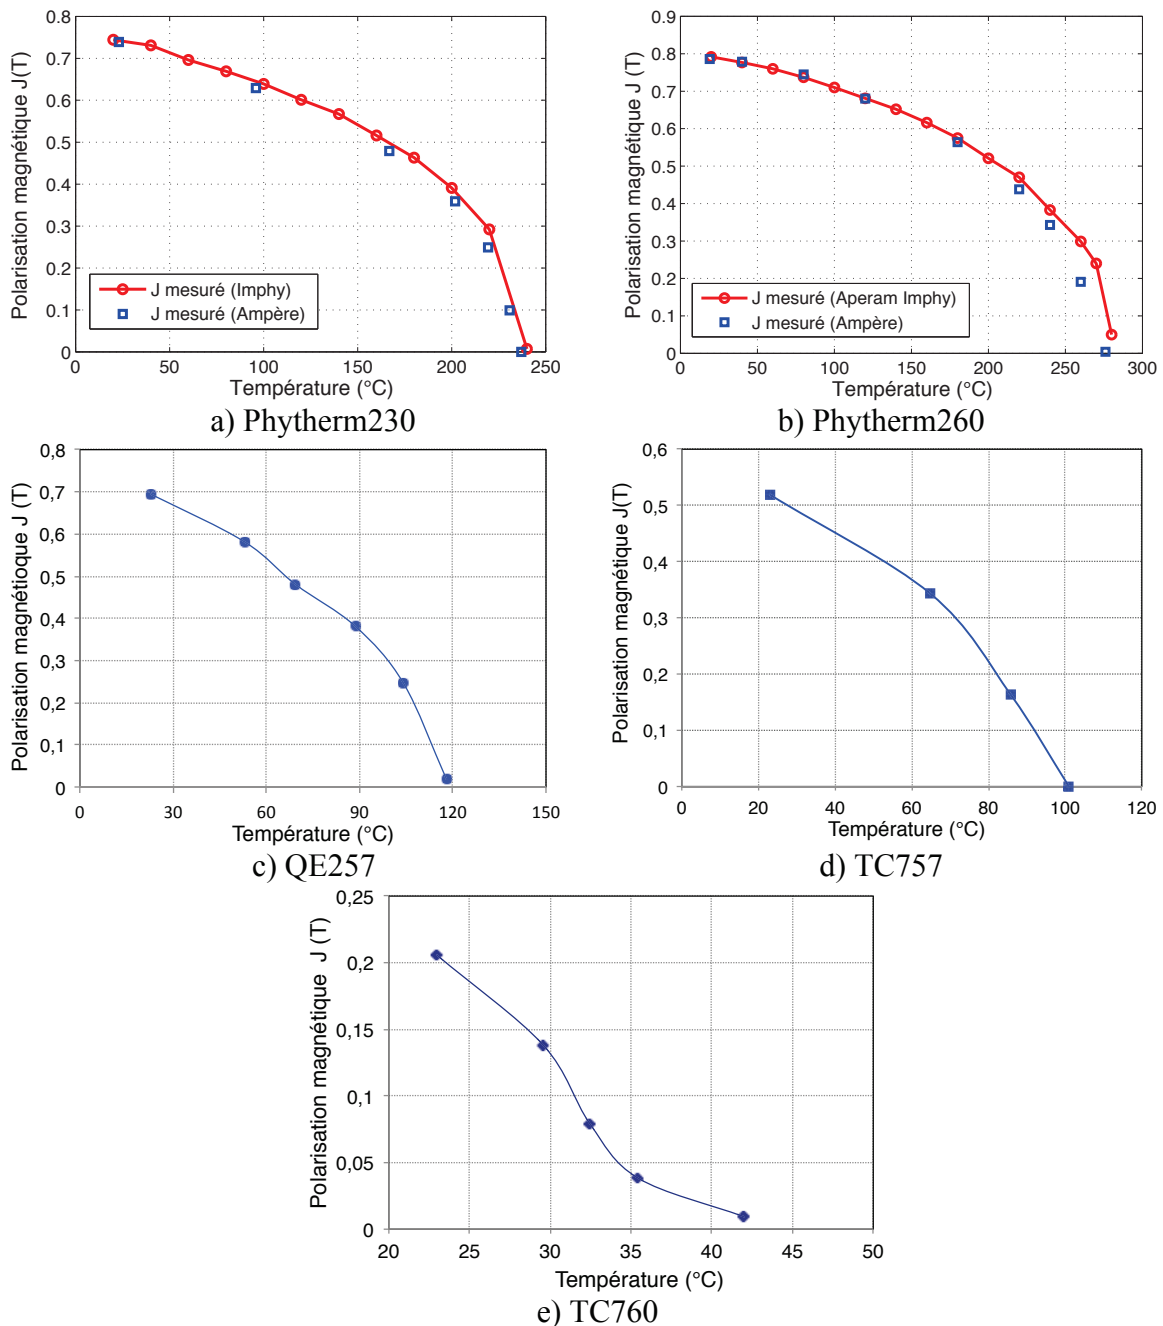 0.8
0.7
0.6
0.5
0.4
0.3
0.2
0.1
0
Polarisation magnétique J(T)
J mesuré (Imphy)
J mesuré (Ampère)
0 50 100 150 200 250
Température (°C)
a) Phytherm230
0.9
0.8
0.7
0.6
0.5
0.4
0.3
0.2
0.1
0
Polarisation magnétique J (T)
J mesuré (Aperam Imphy)
J mesuré (Ampère)
0 50 100 150 200 250 300
Température (°C)
b) Phytherm260
0,8
0,7
0,6
0,5
0,4
0,3
0,2
0,1
0
Polarisation magnétioque J (T)
0 30 60 90 120 150
Température (°C)
c) QE257
0,6
0,5
0,4
0,3
0,2
0,1
0
Polarisation magnétique J(T)
0 20 40 60 80 100 120
Température (°C)
d) TC757
0,25
0,2
0,15
0,1
0,05
0
Polarisation magnétique J (T)
20 25 30 35 40 45 50
Température (°C)
e) TC760